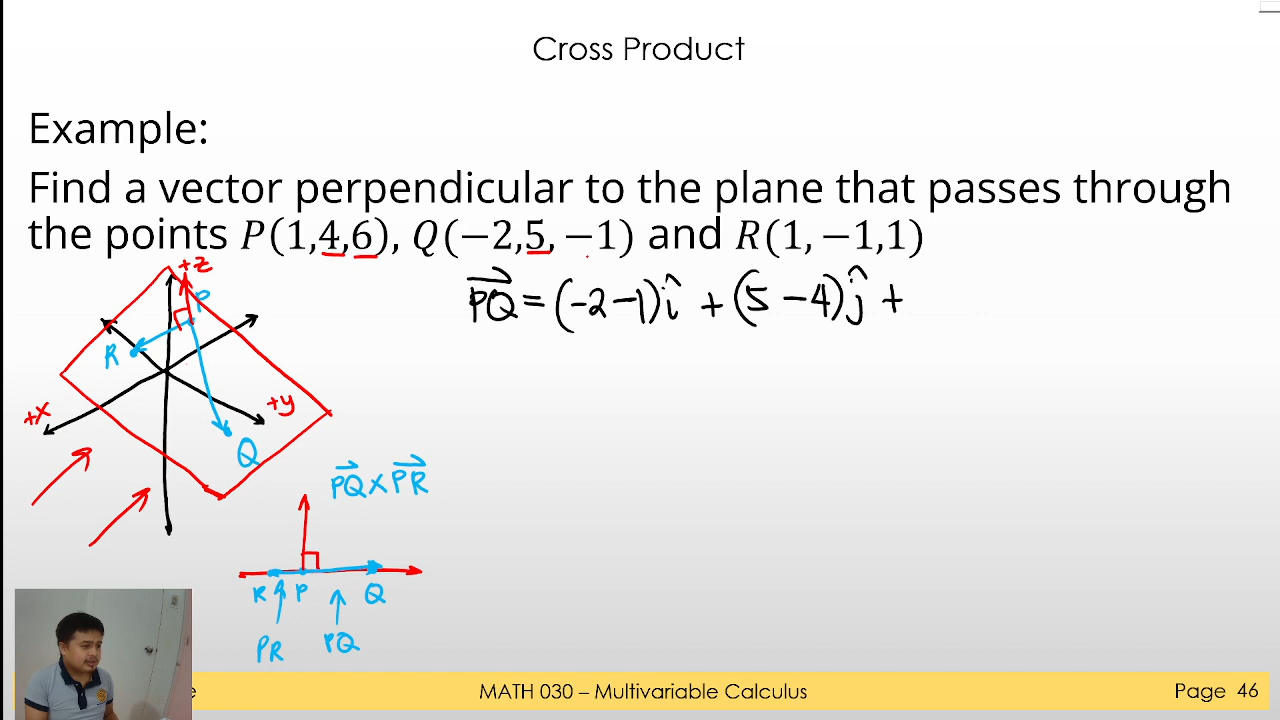 Cross Product
Example:
Find a vector perpendicular to the plane that passes through
the points P(1,4,6), Q(−2,5,−1) and R(1,−1,1)
+z
P
R
+x
+y
Q
PQ = (-2-1)î + (5-4)ĵ +
PQ × PR
R P Q
PR PQ
e
MATH 030 – Multivariable Calculus
Page 46